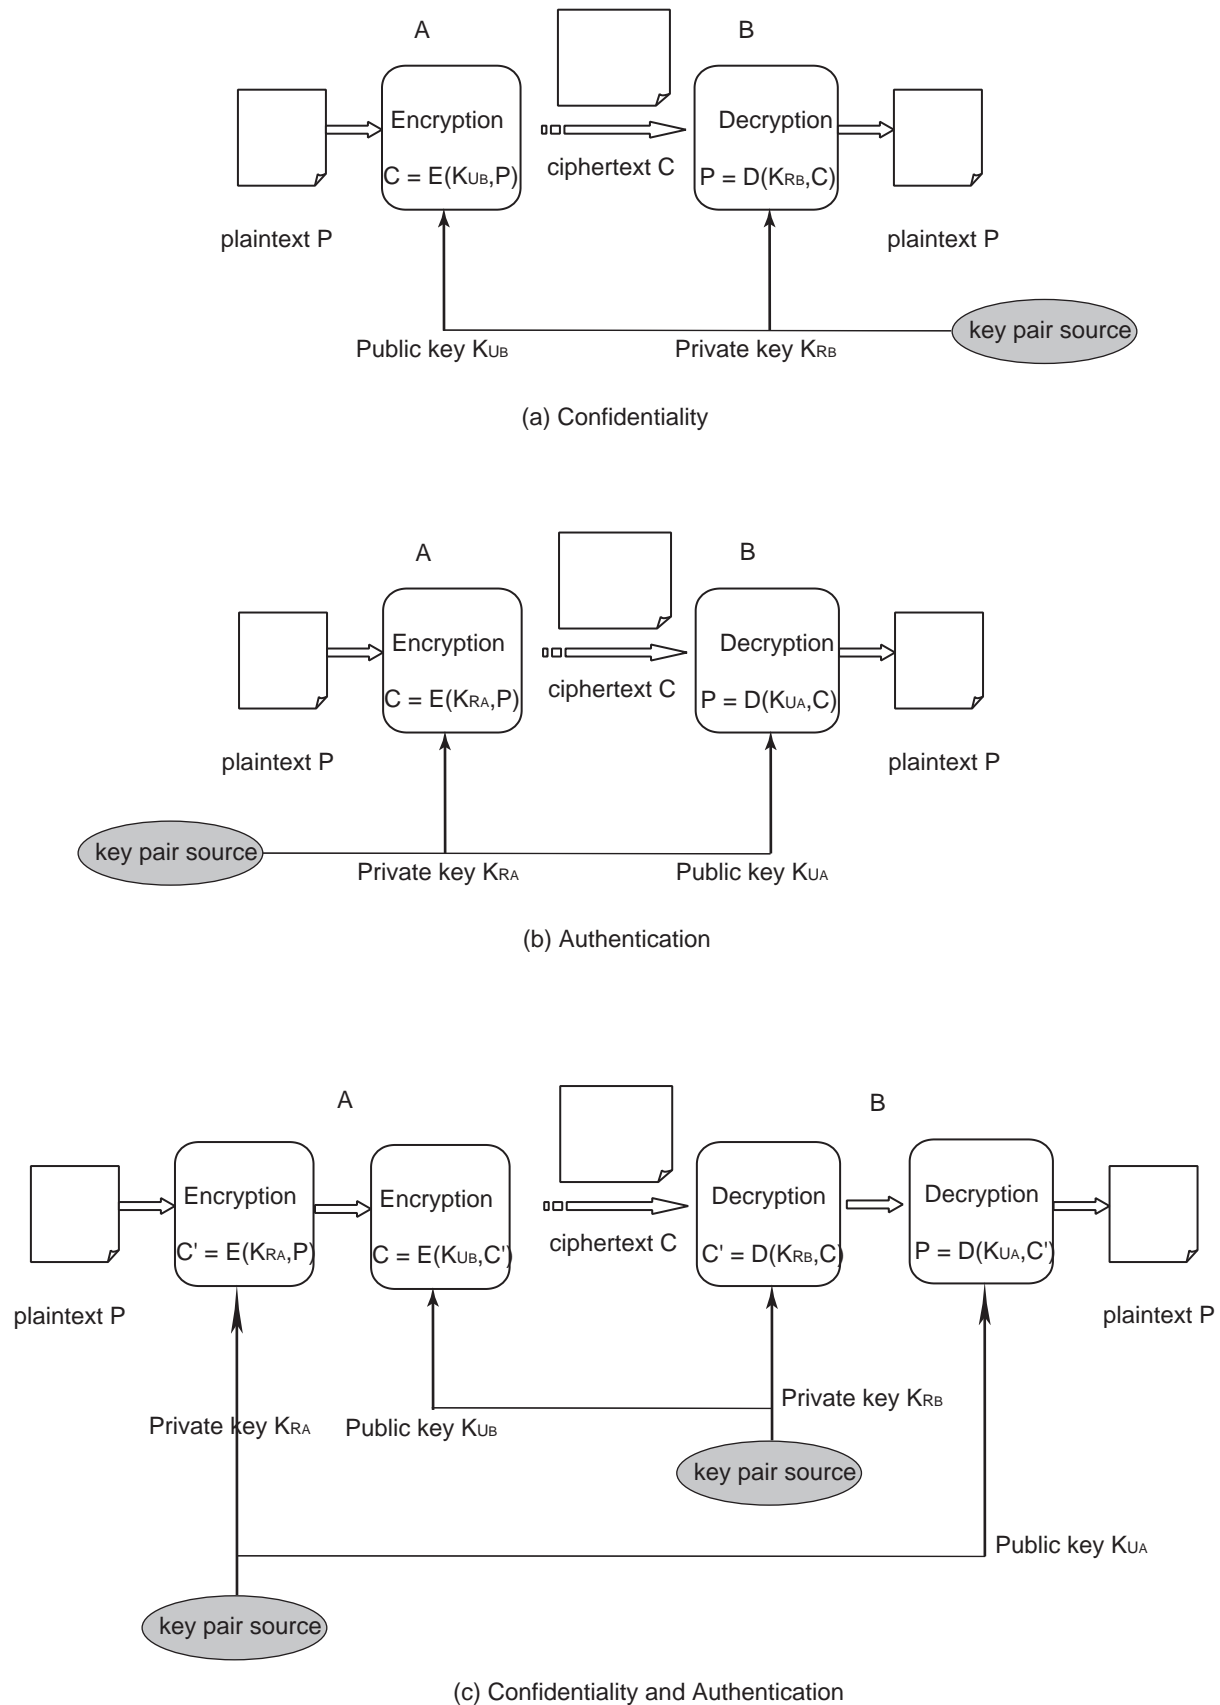 A
B
Encryption
Decryption
C = E(KUB,P)
ciphertext C
P = D(KRB,C)
plaintext P
plaintext P
key pair source
Public key KUB
Private key KRB
(a) Confidentiality
A
B
Encryption
Decryption
C = E(KRA,P)
ciphertext C
P = D(KUA,C)
plaintext P
plaintext P
key pair source
Private key KRA
Public key KUA
(b) Authentication
A
B
Encryption
Encryption
Decryption
Decryption
C' = E(KRA,P)
C = E(KUB,C')
ciphertext C
C' = D(KRB,C)
P = D(KUA,C')
plaintext P
plaintext P
Private key KRB
Private key KRA
Public key KUB
key pair source
Public key KUA
key pair source
(c) Confidentiality and Authentication